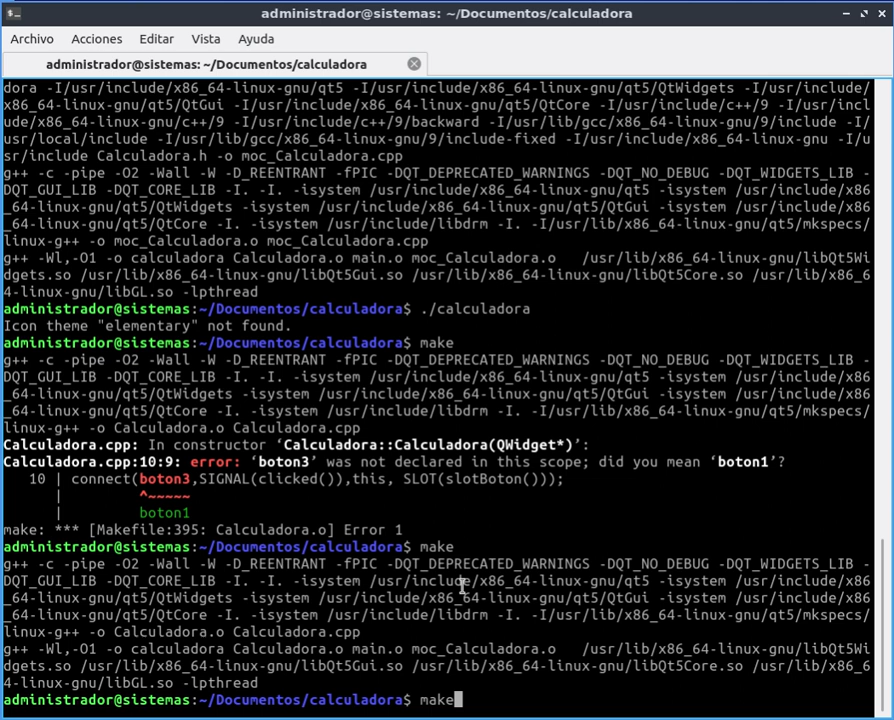 administrador@sistemas: ~/Documentos/calculadora
Archivo Acciones Editar Vista Ayuda
administrador@sistemas: ~/Documentos/calculadora
dora -I/usr/include/x86_64-linux-gnu/qt5/QtWidgets -I/usr/include/
x86_64-linux-gnu/qt5/QtGui -I/usr/include/x86_64-linux-gnu/qt5/QtCore -I/usr/include/c++/9 -I/usr/incl
ude/x86_64-linux-gnu/c++/9 -I/usr/include/c++/9/backward -I/usr/lib/gcc/x86_64-linux-gnu/9/include -I/
usr/local/include -I/usr/lib/gcc/x86_64-linux-gnu/9/include-fixed -I/usr/include/x86_64-linux-gnu -I/u
sr/include Calculadora.h -o moc_Calculadora.cpp
g++ -c -pipe -O2 -Wall -W -D_REENTRANT -fPIC -DQT_DEPRECATED_WARNINGS -DQT_NO_DEBUG -DQT_WIDGETS_LIB -
DQT_GUI_LIB -DQT_CORE_LIB -I. -I. -isystem /usr/include/x86_64-linux-gnu/qt5 -isystem /usr/include/x86
_64-linux-gnu/qt5/QtWidgets -isystem /usr/include/x86_64-linux-gnu/qt5/QtGui -isystem /usr/include/x86
_64-linux-gnu/qt5/QtCore -I. -isystem /usr/include/libdrm -I. -I/usr/lib/x86_64-linux-gnu/qt5/mkspecs/
linux-g++ -o moc_Calculadora.o moc_Calculadora.cpp
g++ -Wl,-O1 -o calculadora Calculadora.o main.o moc_Calculadora.o /usr/lib/x86_64-linux-gnu/libQt5Wi
dgets.so /usr/lib/x86_64-linux-gnu/libQt5Gui.so /usr/lib/x86_64-linux-gnu/libQt5Core.so /usr/lib/x86_6
4-linux-gnu/libGL.so -lpthread
administrador@sistemas:~/Documentos/calculadora$ ./calculadora
Icon theme "elementary" not found.
administrador@sistemas:~/Documentos/calculadora$ make
g++ -c -pipe -O2 -Wall -W -D_REENTRANT -fPIC -DQT_DEPRECATED_WARNINGS -DQT_NO_DEBUG -DQT_WIDGETS_LIB -
DQT_GUI_LIB -DQT_CORE_LIB -I. -I. -isystem /usr/include/x86_64-linux-gnu/qt5 -isystem /usr/include/x86
_64-linux-gnu/qt5/QtWidgets -isystem /usr/include/x86_64-linux-gnu/qt5/QtGui -isystem /usr/include/x86
_64-linux-gnu/qt5/QtCore -I. -isystem /usr/include/libdrm -I. -I/usr/lib/x86_64-linux-gnu/qt5/mkspecs/
linux-g++ -o Calculadora.o Calculadora.cpp
Calculadora.cpp: In constructor ‘Calculadora::Calculadora(QWidget*)’:
Calculadora.cpp:10:9: error: ‘boton3’ was not declared in this scope; did you mean ‘boton1’?
10 | connect(boton3,SIGNAL(clicked()),this, SLOT(slotBoton()));
| ^~~~~~
| boton1
make: *** [Makefile:395: Calculadora.o] Error 1
administrador@sistemas:~/Documentos/calculadora$ make
g++ -c -pipe -O2 -Wall -W -D_REENTRANT -fPIC -DQT_DEPRECATED_WARNINGS -DQT_NO_DEBUG -DQT_WIDGETS_LIB -
DQT_GUI_LIB -DQT_CORE_LIB -I. -I. -isystem /usr/include/x86_64-linux-gnu/qt5 -isystem /usr/include/x86
_64-linux-gnu/qt5/QtWidgets -isystem /usr/include/x86_64-linux-gnu/qt5/QtGui -isystem /usr/include/x86
_64-linux-gnu/qt5/QtCore -I. -isystem /usr/include/libdrm -I. -I/usr/lib/x86_64-linux-gnu/qt5/mkspecs/
linux-g++ -o Calculadora.o Calculadora.cpp
g++ -Wl,-O1 -o calculadora Calculadora.o main.o moc_Calculadora.o /usr/lib/x86_64-linux-gnu/libQt5Wi
dgets.so /usr/lib/x86_64-linux-gnu/libQt5Gui.so /usr/lib/x86_64-linux-gnu/libQt5Core.so /usr/lib/x86_6
4-linux-gnu/libGL.so -lpthread
administrador@sistemas:~/Documentos/calculadora$ make